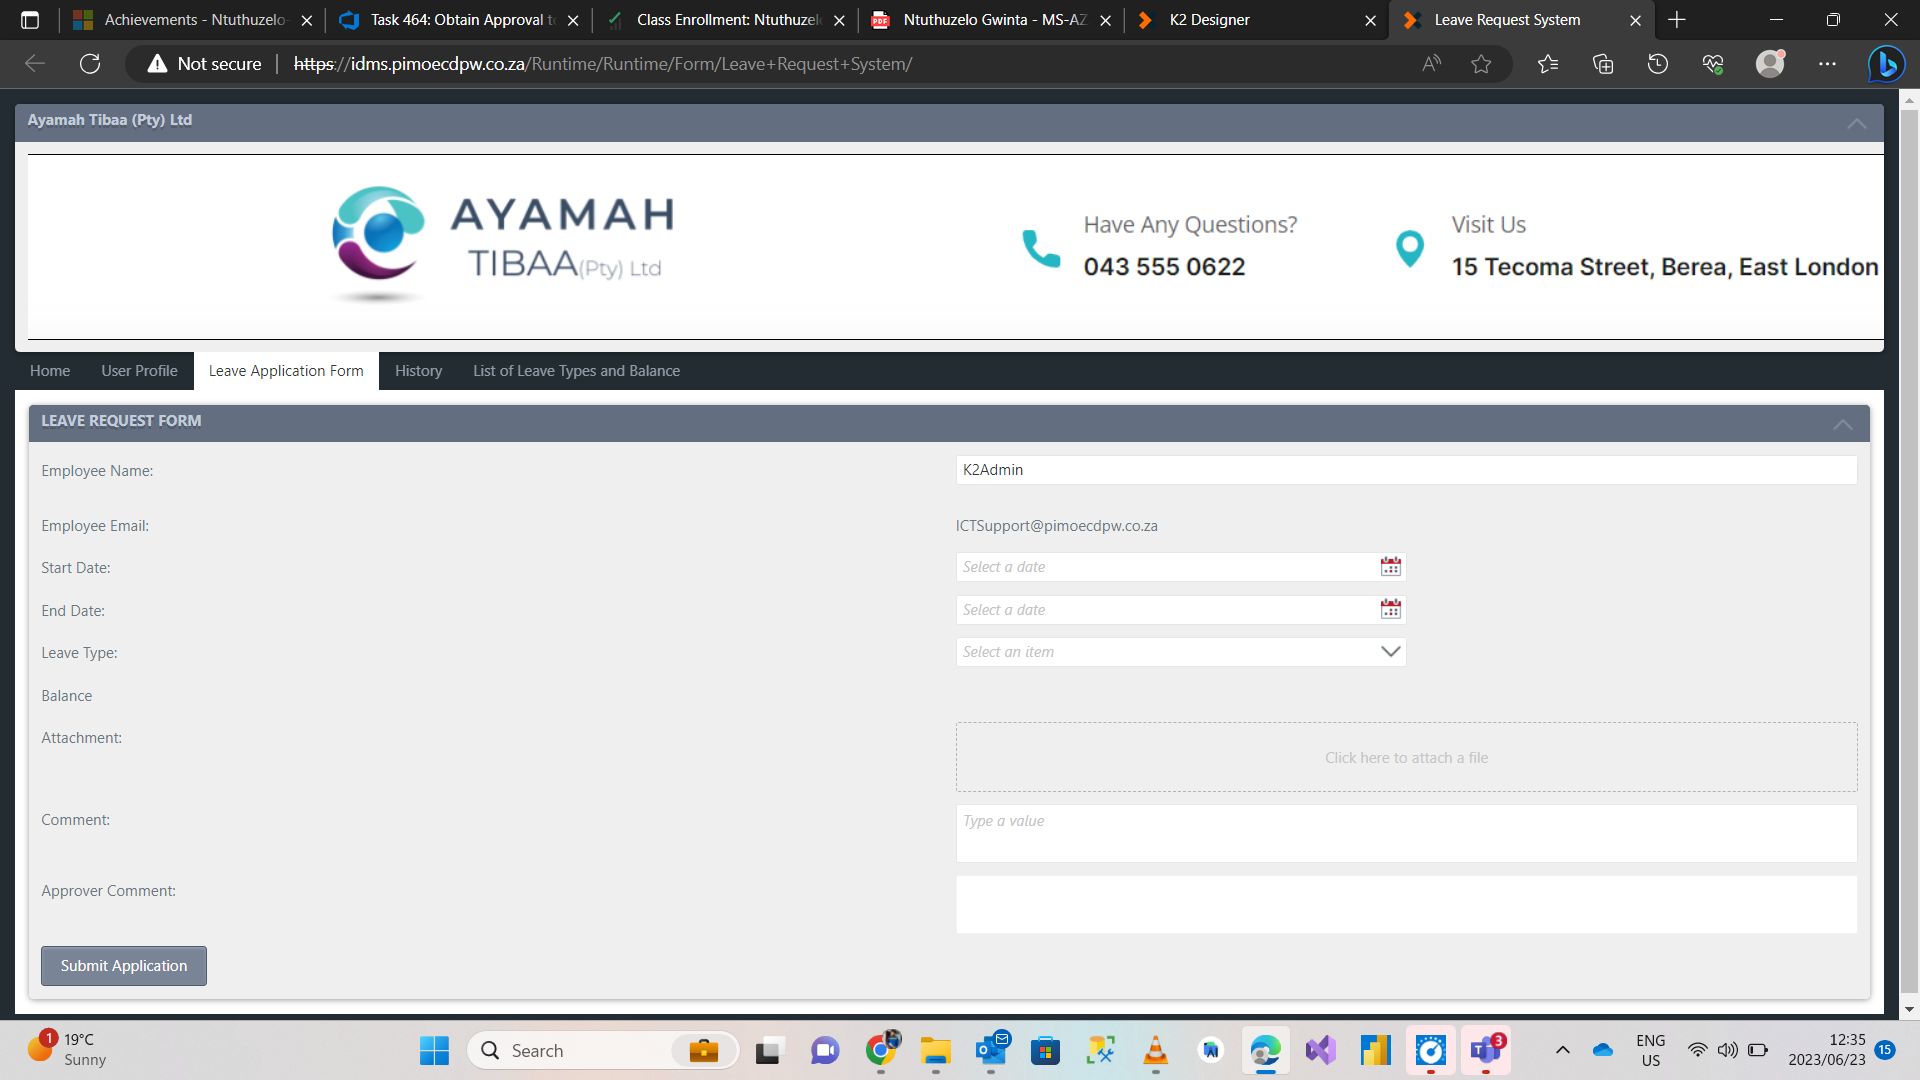 Achievements - Ntuthuzelo-
Task 464: Obtain Approval to
Class Enrollment: Ntuthuzelo
Ntuthuzelo Gwinta - MS-AZ
K2 Designer
Leave Request System
Not secure
https://idms.pimoecdpw.co.za/Runtime/Runtime/Form/Leave+Request+System/
Ayamah Tibaa (Pty) Ltd
AYAMAH
TIBAA(Pty) Ltd
Have Any Questions?
043 555 0622
Visit Us
15 Tecoma Street, Berea, East London
Home
User Profile
Leave Application Form
History
List of Leave Types and Balance
LEAVE REQUEST FORM
Employee Name:
K2Admin
Employee Email:
ICTSupport@pimoecdpw.co.za
Start Date:
Select a date
End Date:
Select a date
Leave Type:
Select an item
Balance
Attachment:
Click here to attach a file
Comment:
Type a value
Approver Comment:
Submit Application
1
19°C
Sunny
Search
3
ENG
US
12:35
2023/06/23
15